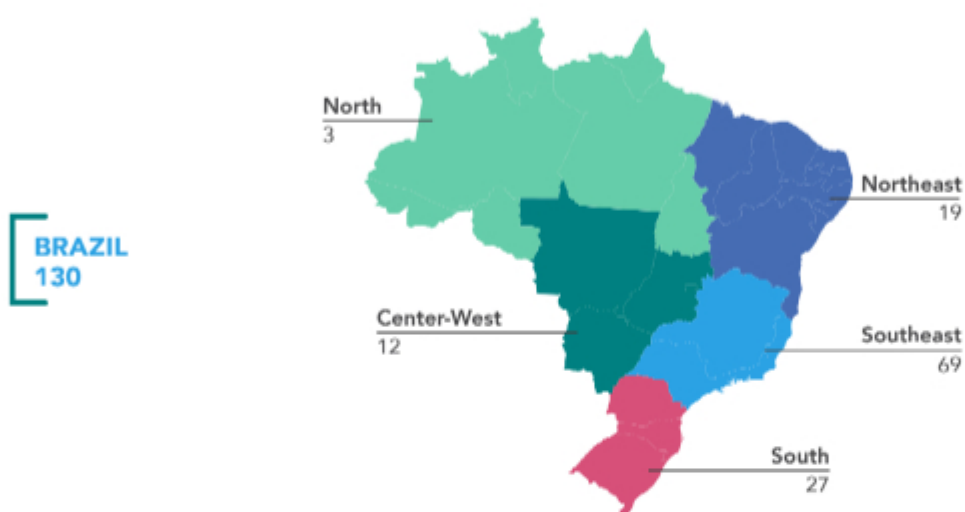 North
3
Northeast
19
BRAZIL
130
Center-West
12
Southeast
69
South
27